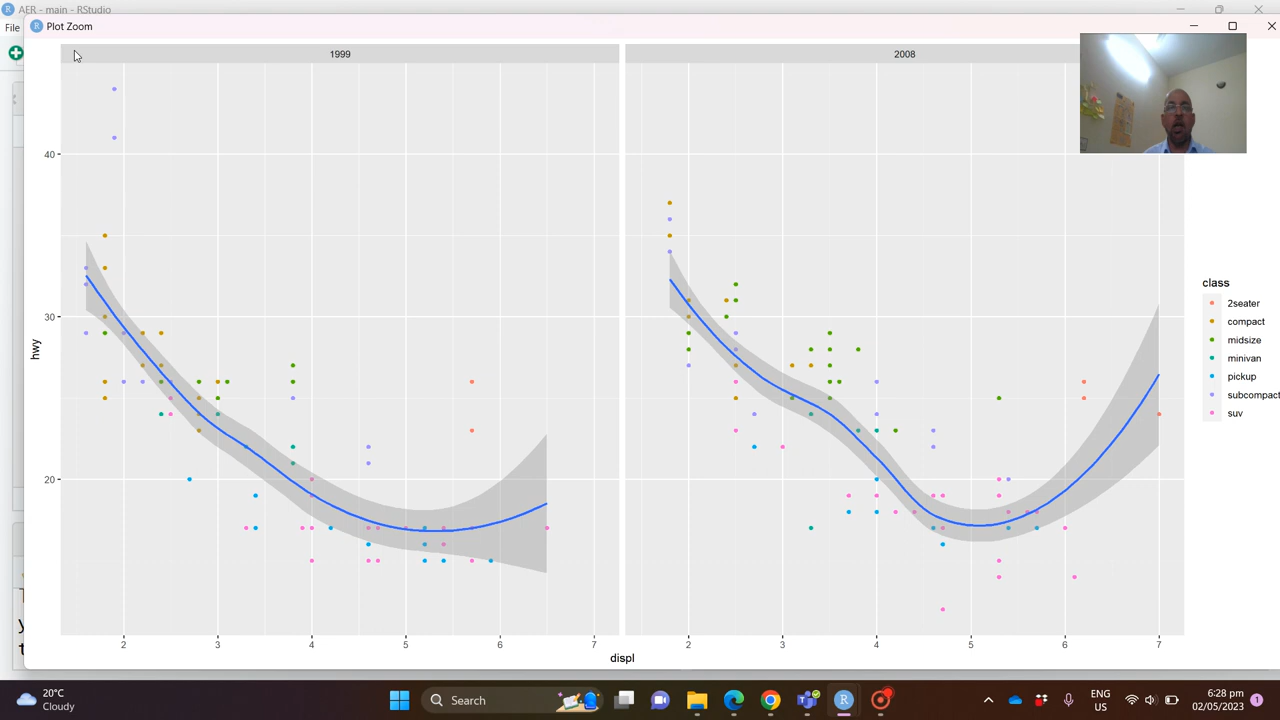 AER - main - RStudio
File
Plot Zoom
1999
2008
40
30
20
hwy
2
3
4
5
6
7
2
3
4
5
6
7
displ
class
2seater
compact
midsize
minivan
pickup
subcompact
suv
20°C
Cloudy
Search
ENG
US
6:28 pm
02/05/2023
1